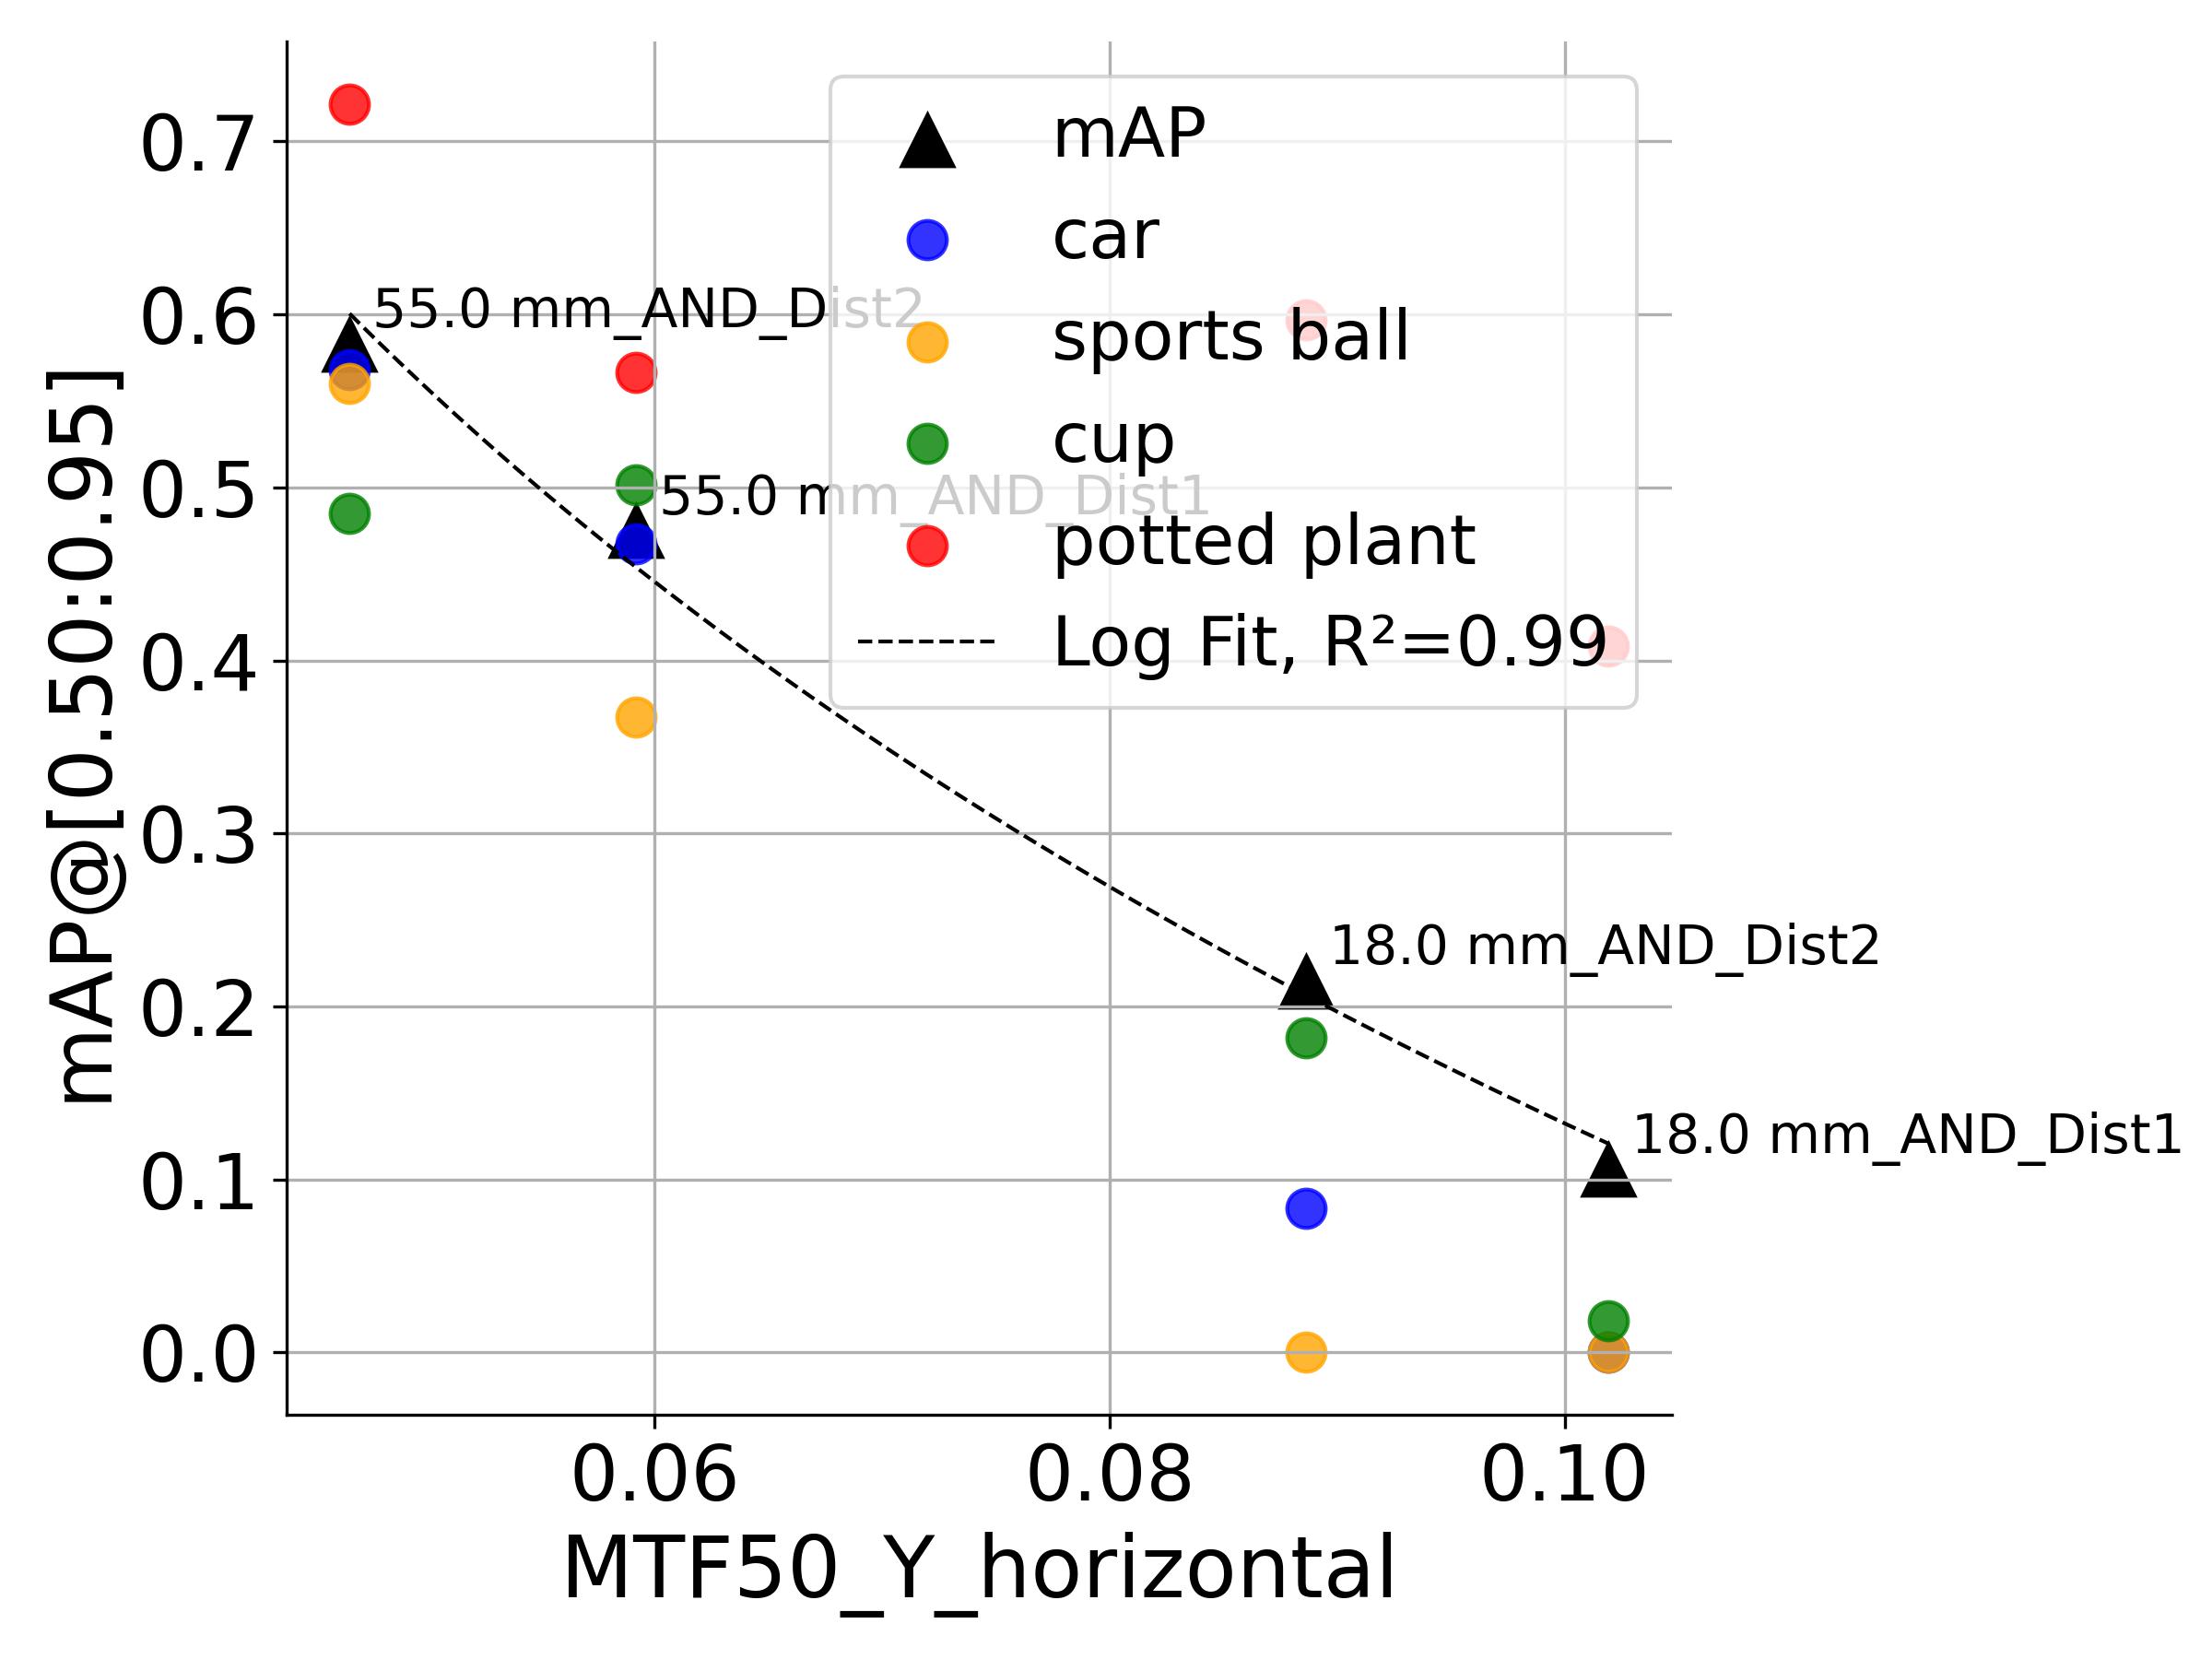 mAP@[0.50:0.95]
0.7
0.6
0.5
0.4
0.3
0.2
0.1
0.0
mAP
car
sports ball
cup
potted plant
Log Fit, R²=0.99
55.0 mm_AND_Dist2
55.0 mm_AND_Dist1
18.0 mm_AND_Dist2
18.0 mm_AND_Dist1
0.06 0.08 0.10
MTF50_Y_horizontal